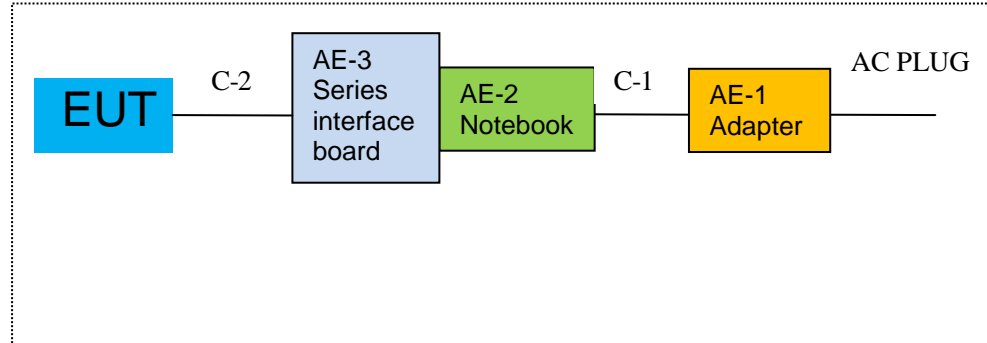 EUT
C-2
AE-3
Series
interface
board
AE-2
Notebook
C-1
AE-1
Adapter
AC PLUG